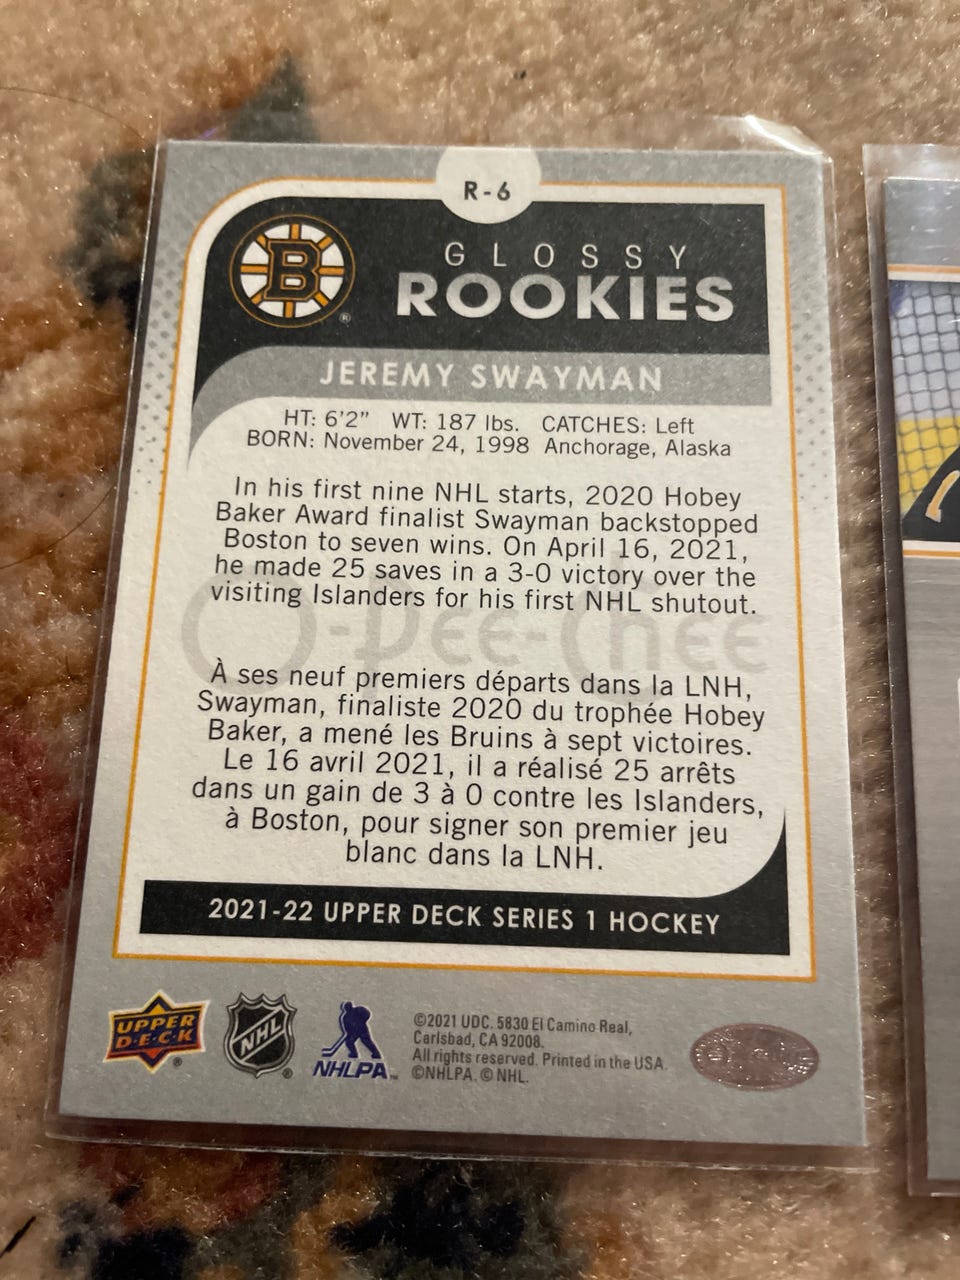 R-6
B
GLOSSY
ROOKIES
JEREMY SWAYMAN
HT: 6'2" WT: 187 lbs. CATCHES: Left
BORN: November 24, 1998 Anchorage, Alaska
In his first nine NHL starts, 2020 Hobey
Baker Award finalist Swayman backstopped
Boston to seven wins. On April 16, 2021,
he made 25 saves in a 3-0 victory over the
visiting Islanders for his first NHL shutout.
O-Pee-Chee
À ses neuf premiers départs dans la LNH,
Swayman, finaliste 2020 du trophée Hobey
Baker, a mené les Bruins à sept victoires.
Le 16 avril 2021, il a réalisé 25 arrêts
dans un gain de 3 à 0 contre les Islanders,
à Boston, pour signer son premier jeu
blanc dans la LNH.
2021-22 UPPER DECK SERIES 1 HOCKEY
UPPER
DECK
NHL
NHLPA™
©2021 UDC. 5830 El Camino Real,
Carlsbad, CA 92008.
All rights reserved. Printed in the USA.
©NHLPA. © NHL.